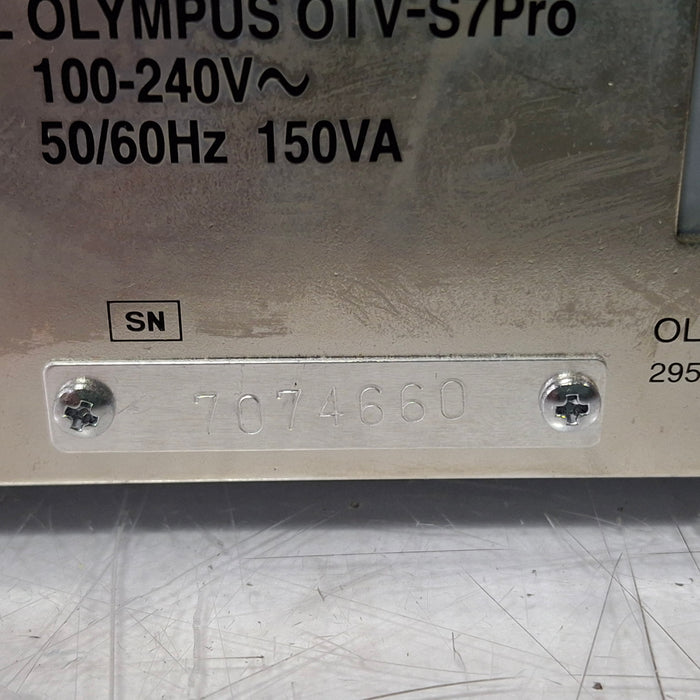 OLYMPUS OTV-S7Pro
100-240V~
50/60Hz 150VA
SN
OL
295
7074660